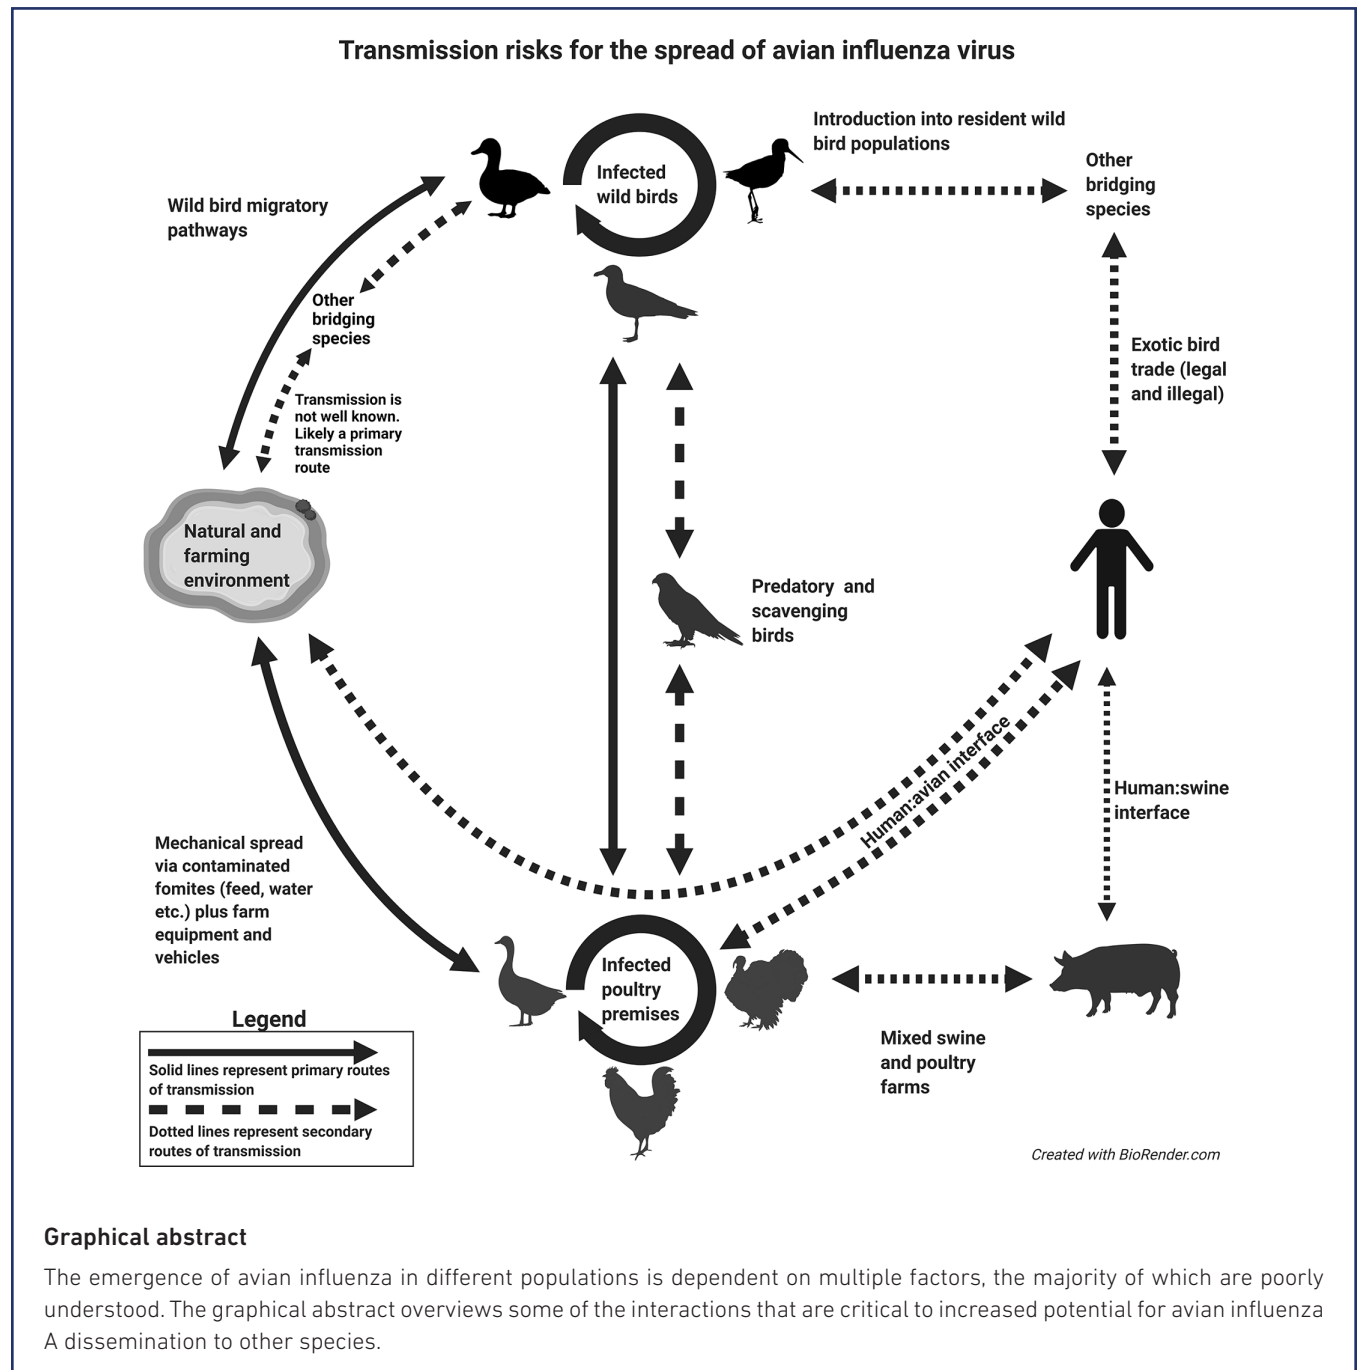 Transmission risks for the spread of avian influenza virus
Introduction into resident wild
bird populations
Infected
wild birds
Other
bridging
species
Wild bird migratory
pathways
Other
bridging
species
Exotic bird
trade (legal
and illegal)
Transmission is
not well known.
Likely a primary
transmission
route
Natural and
farming
environment
Predatory and
scavenging
birds
Human:avian interface
Human:swine
interface
Mechanical spread
via contaminated
fomites (feed, water
etc.) plus farm
equipment and
vehicles
Infected
poultry
premises
Mixed swine
and poultry
farms
Legend
Solid lines represent primary routes
of transmission
Dotted lines represent secondary
routes of transmission
Created with BioRender.com
Graphical abstract
The emergence of avian influenza in different populations is dependent on multiple factors, the majority of which are poorly
understood. The graphical abstract overviews some of the interactions that are critical to increased potential for avian influenza
A dissemination to other species.